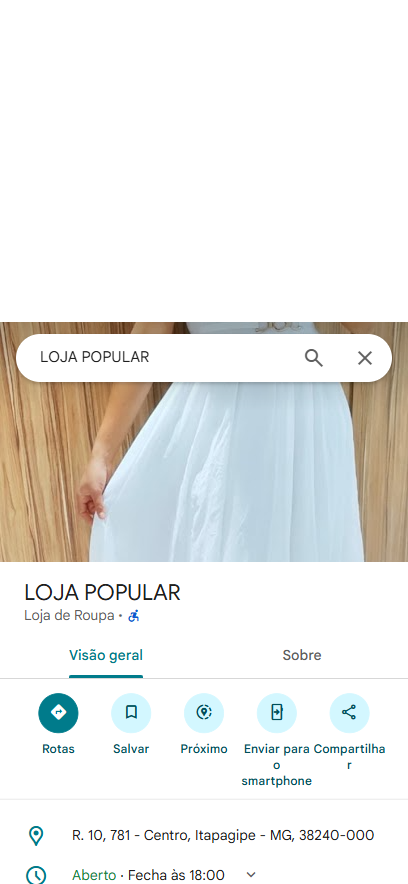 LOJA POPULAR
LOJA POPULAR
Loja de Roupa ·
Visão geral
Sobre
Rotas
Salvar
Próximo
Enviar para
o
smartphone
Compartilha
r
R. 10, 781 - Centro, Itapagipe - MG, 38240-000
Aberto · Fecha às 18:00